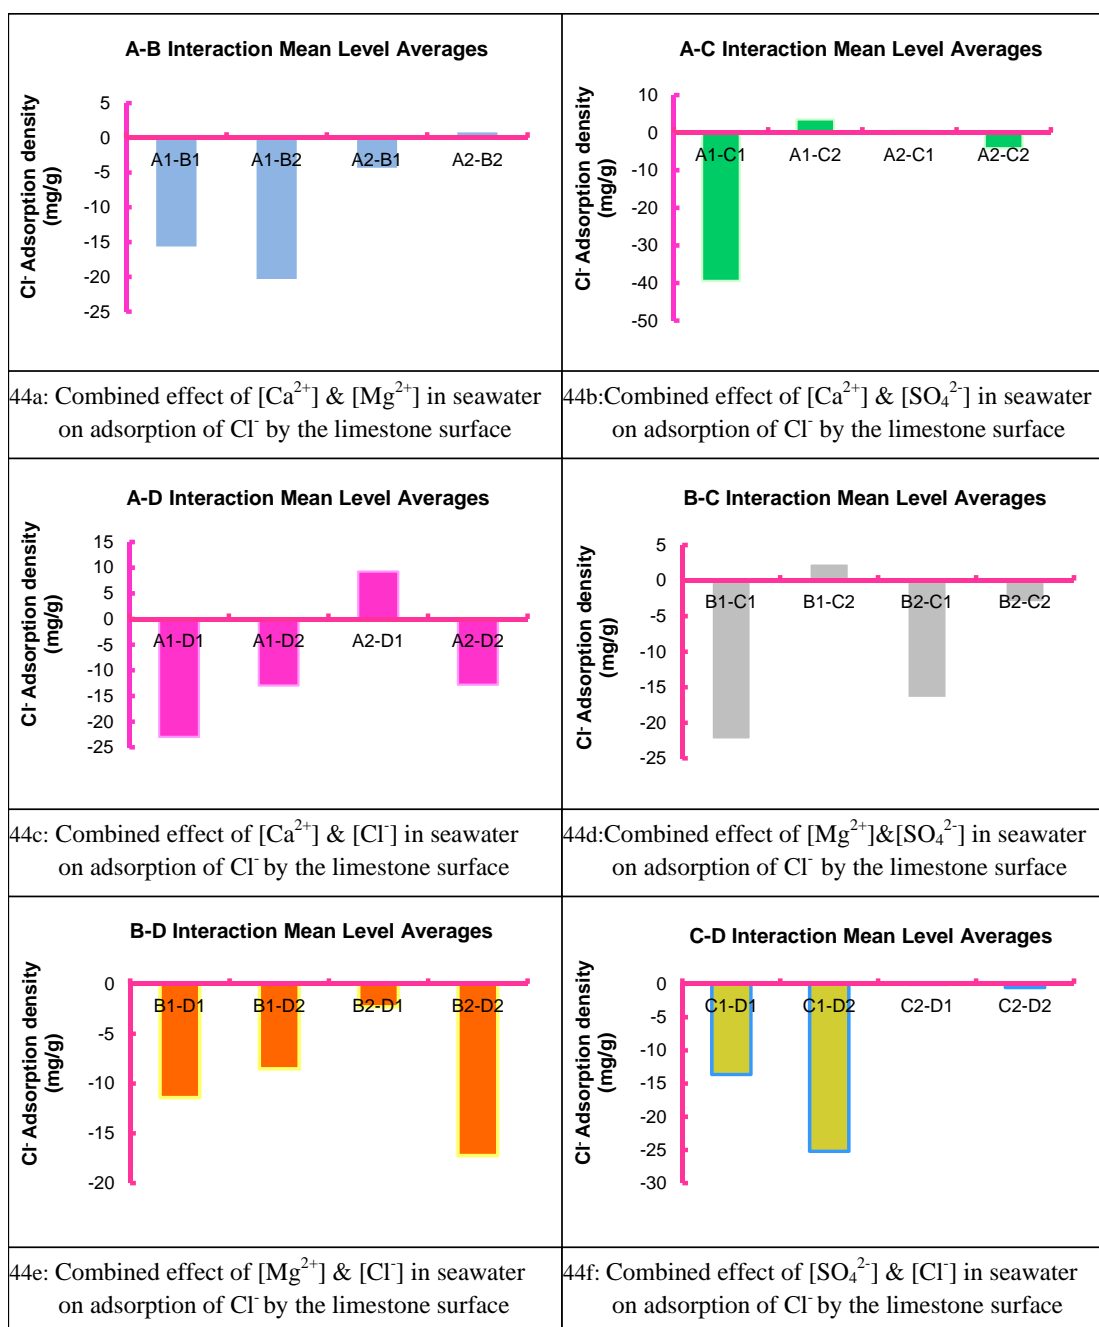 A-B Interaction Mean Level Averages
Cl⁻ Adsorption density
(mg/g)
5
0
-5
-10
-15
-20
-25
A1-B1 A1-B2 A2-B1 A2-B2
A-C Interaction Mean Level Averages
Cl⁻ Adsorption density
(mg/g)
10
0
-10
-20
-30
-40
-50
A1-C1 A1-C2 A2-C1 A2-C2
44a: Combined effect of [Ca²⁺] & [Mg²⁺] in seawater
on adsorption of Cl⁻ by the limestone surface
44b:Combined effect of [Ca²⁺] & [SO₄²⁻] in seawater
on adsorption of Cl⁻ by the limestone surface
A-D Interaction Mean Level Averages
Cl⁻ Adsorption density
(mg/g)
15
10
5
0
-5
-10
-15
-20
-25
A1-D1 A1-D2 A2-D1 A2-D2
B-C Interaction Mean Level Averages
Cl⁻ Adsorption density
(mg/g)
5
0
-5
-10
-15
-20
-25
B1-C1 B1-C2 B2-C1 B2-C2
44c: Combined effect of [Ca²⁺] & [Cl⁻] in seawater
on adsorption of Cl⁻ by the limestone surface
44d:Combined effect of [Mg²⁺]&[SO₄²⁻] in seawater
on adsorption of Cl⁻ by the limestone surface
B-D Interaction Mean Level Averages
Cl⁻ Adsorption density
(mg/g)
0
-5
-10
-15
-20
B1-D1 B1-D2 B2-D1 B2-D2
C-D Interaction Mean Level Averages
Cl⁻ Adsorption density
(mg/g)
0
-5
-10
-15
-20
-25
-30
C1-D1 C1-D2 C2-D1 C2-D2
44e: Combined effect of [Mg²⁺] & [Cl⁻] in seawater
on adsorption of Cl⁻ by the limestone surface
44f: Combined effect of [SO₄²⁻] & [Cl⁻] in seawater
on adsorption of Cl⁻ by the limestone surface